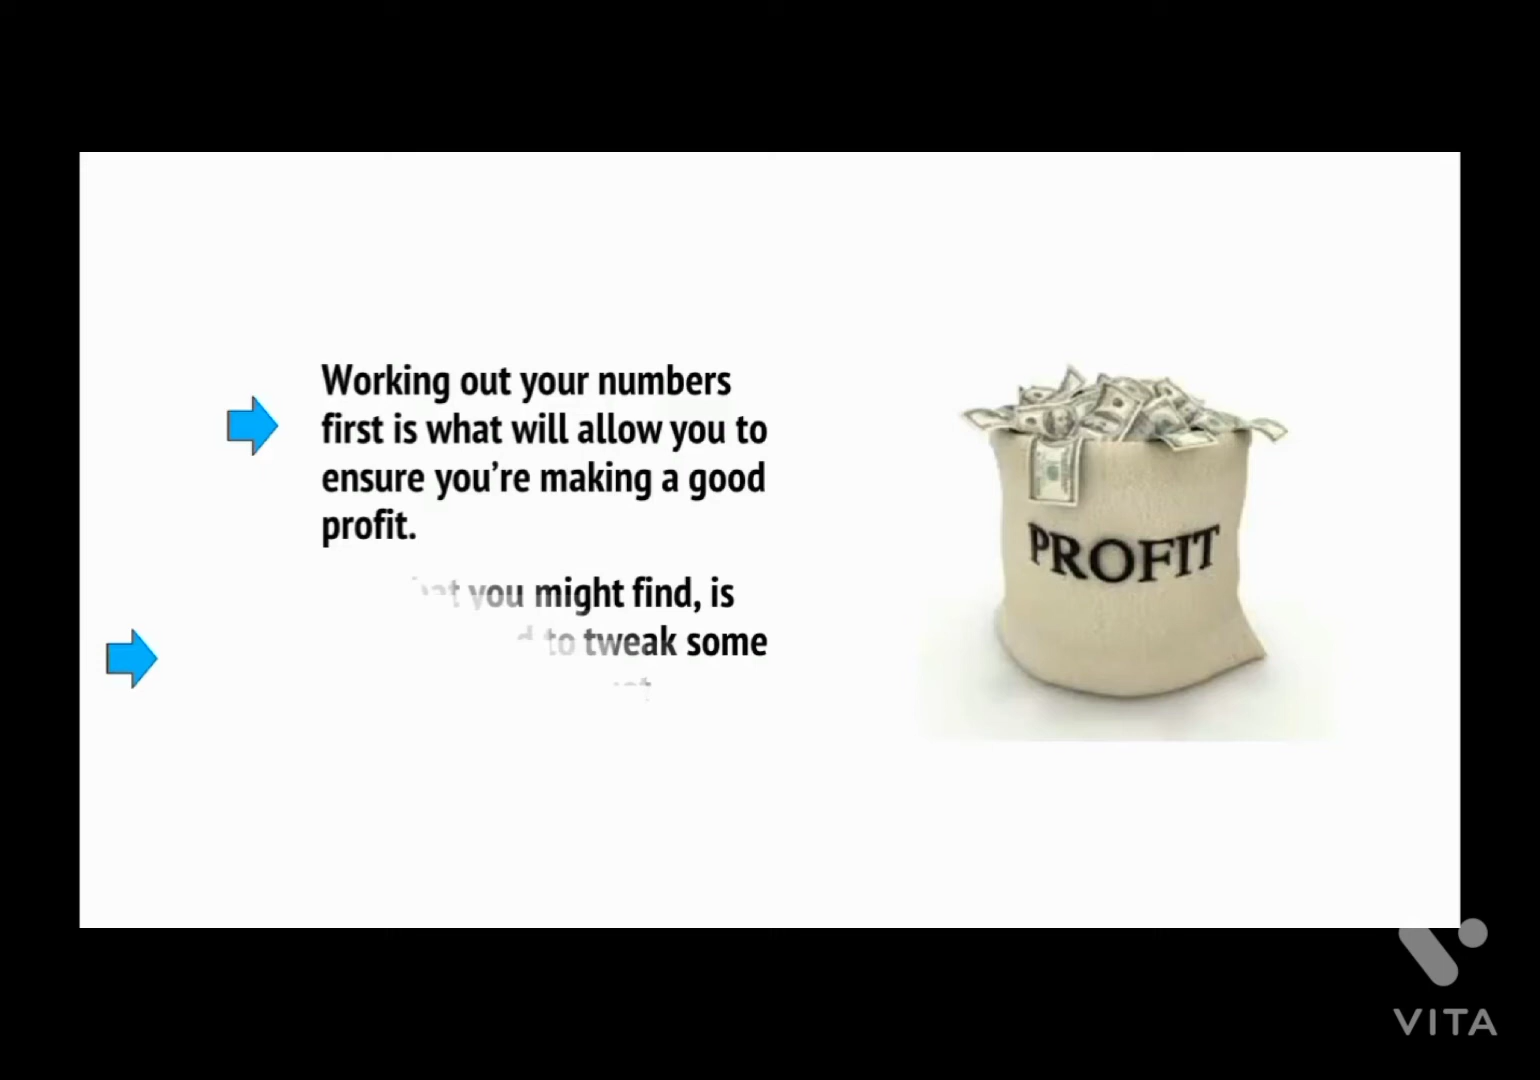 Working out your numbers
first is what will allow you to
ensure you're making a good
profit.
you might find, is
to tweak some
PROFIT
VITA